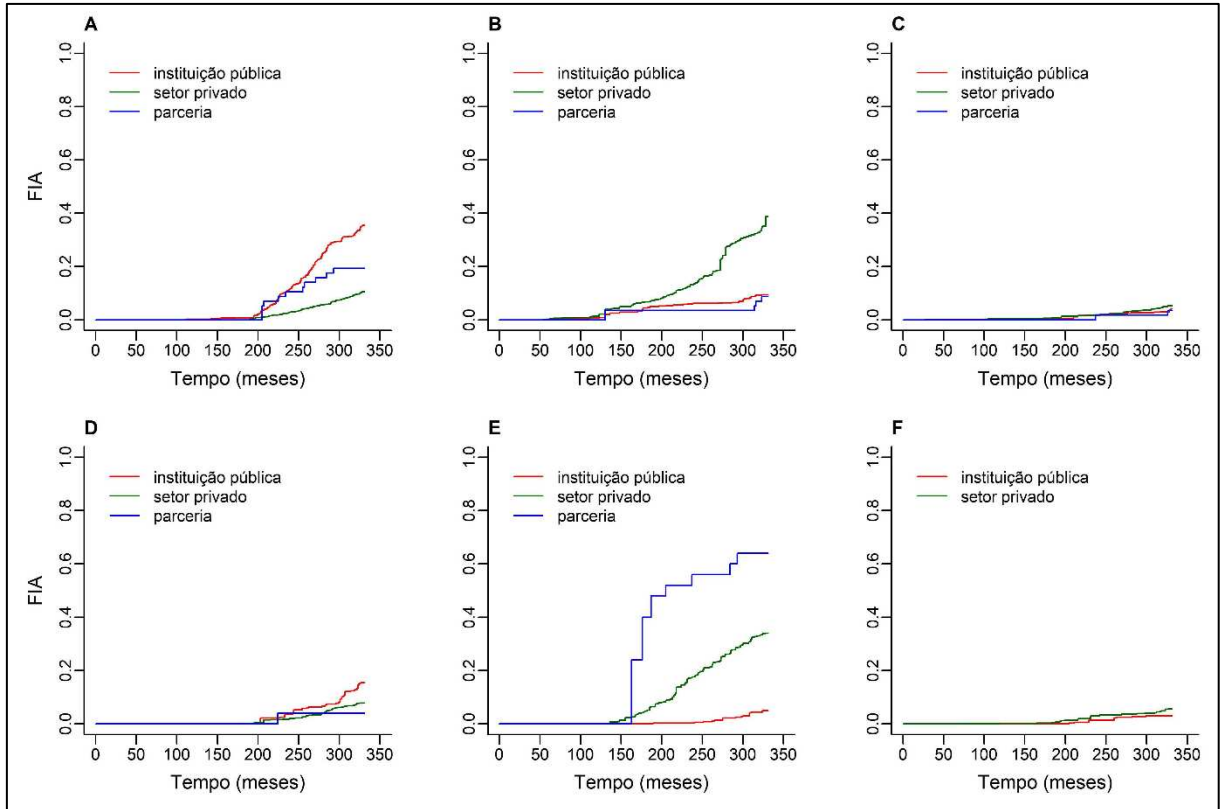 A
FIA
0.0 0.2 0.4 0.6 0.8 1.0
instituição pública
setor privado
parceria
0 50 100 150 200 250 300 350
Tempo (meses)
B
0.0 0.2 0.4 0.6 0.8 1.0
instituição pública
setor privado
parceria
0 50 100 150 200 250 300 350
Tempo (meses)
C
0.0 0.2 0.4 0.6 0.8 1.0
instituição pública
setor privado
parceria
0 50 100 150 200 250 300 350
Tempo (meses)
D
FIA
0.0 0.2 0.4 0.6 0.8 1.0
instituição pública
setor privado
parceria
0 50 100 150 200 250 300 350
Tempo (meses)
E
0.0 0.2 0.4 0.6 0.8 1.0
instituição pública
setor privado
parceria
0 50 100 150 200 250 300 350
Tempo (meses)
F
0.0 0.2 0.4 0.6 0.8 1.0
instituição pública
setor privado
0 50 100 150 200 250 300 350
Tempo (meses)